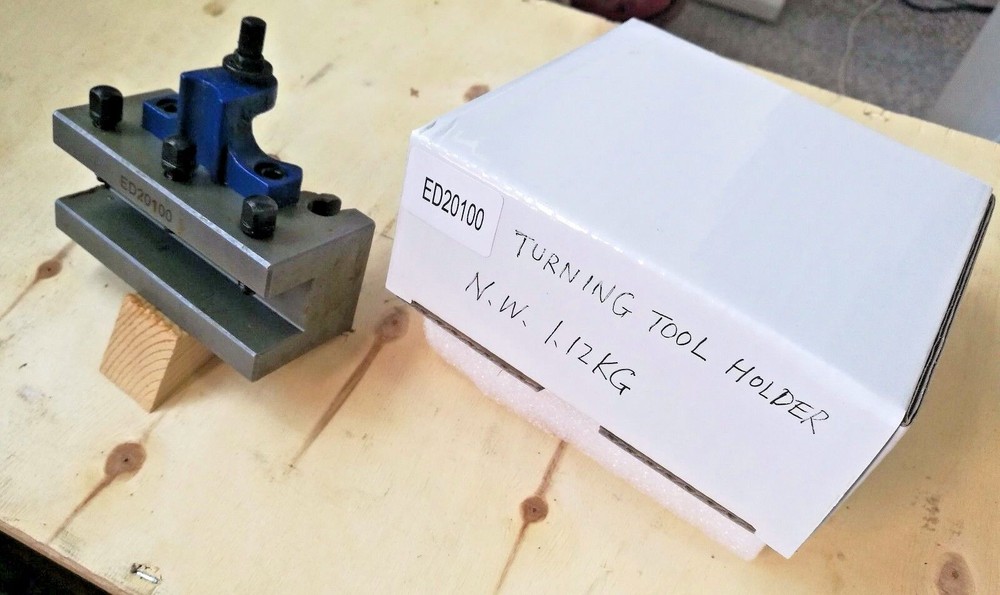 ED20100
ED20100
TURNING TOOL HOLDER
N.W. 1.12KG